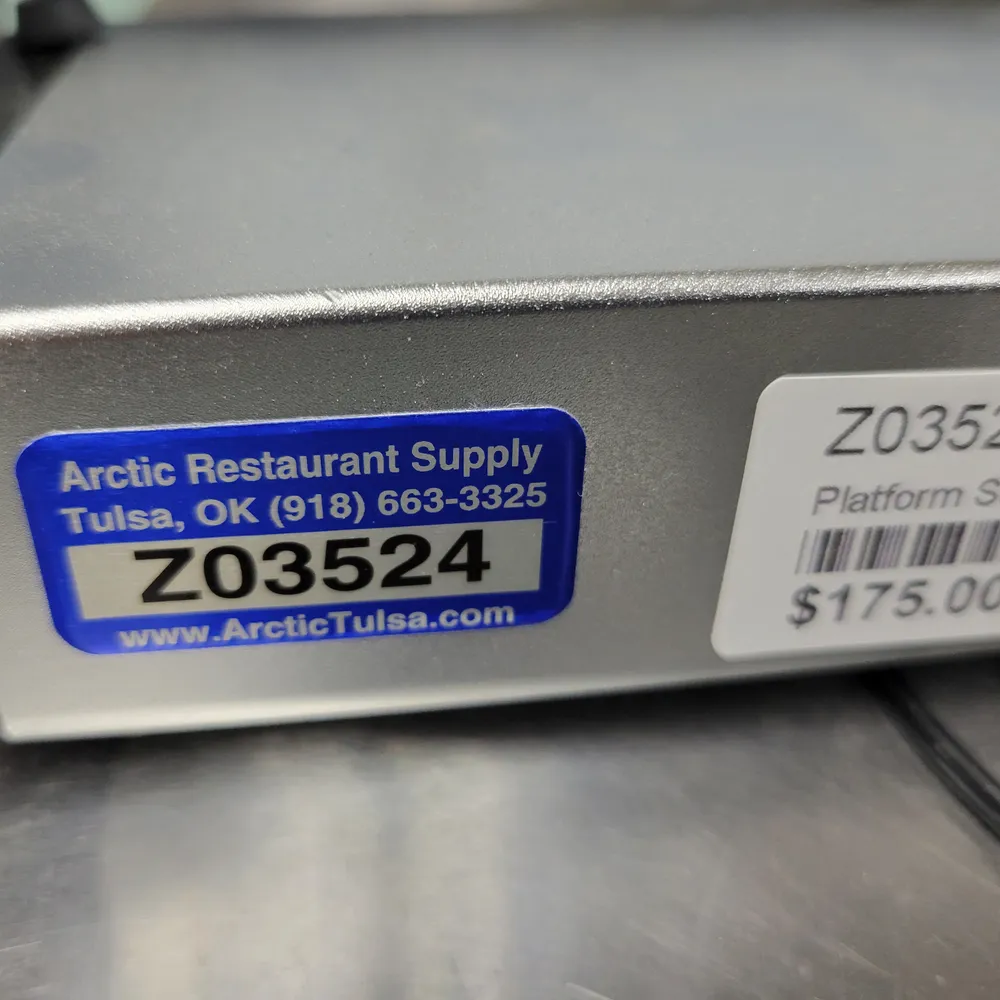 Arctic Restaurant Supply
Tulsa, OK (918) 663-3325
Z03524
www.ArcticTulsa.com
Z0352
Platform S
$175.00